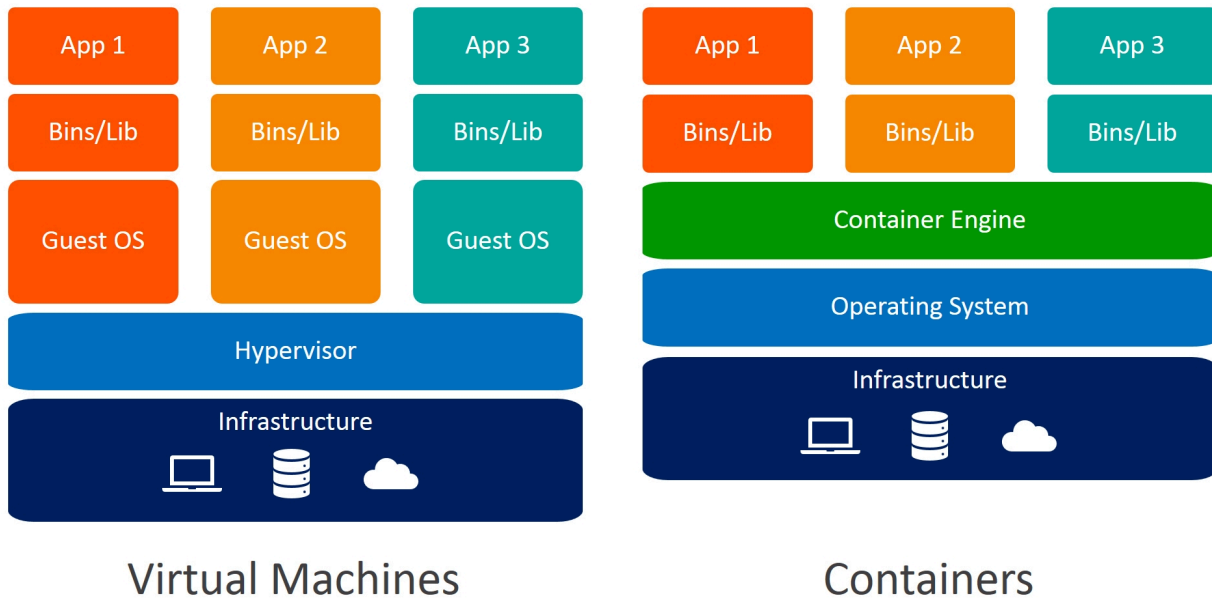 App 1
App 2
App 3
Bins/Lib
Bins/Lib
Bins/Lib
Guest OS
Guest OS
Guest OS
Hypervisor
Infrastructure
Virtual Machines
App 1
App 2
App 3
Bins/Lib
Bins/Lib
Bins/Lib
Container Engine
Operating System
Infrastructure
Containers